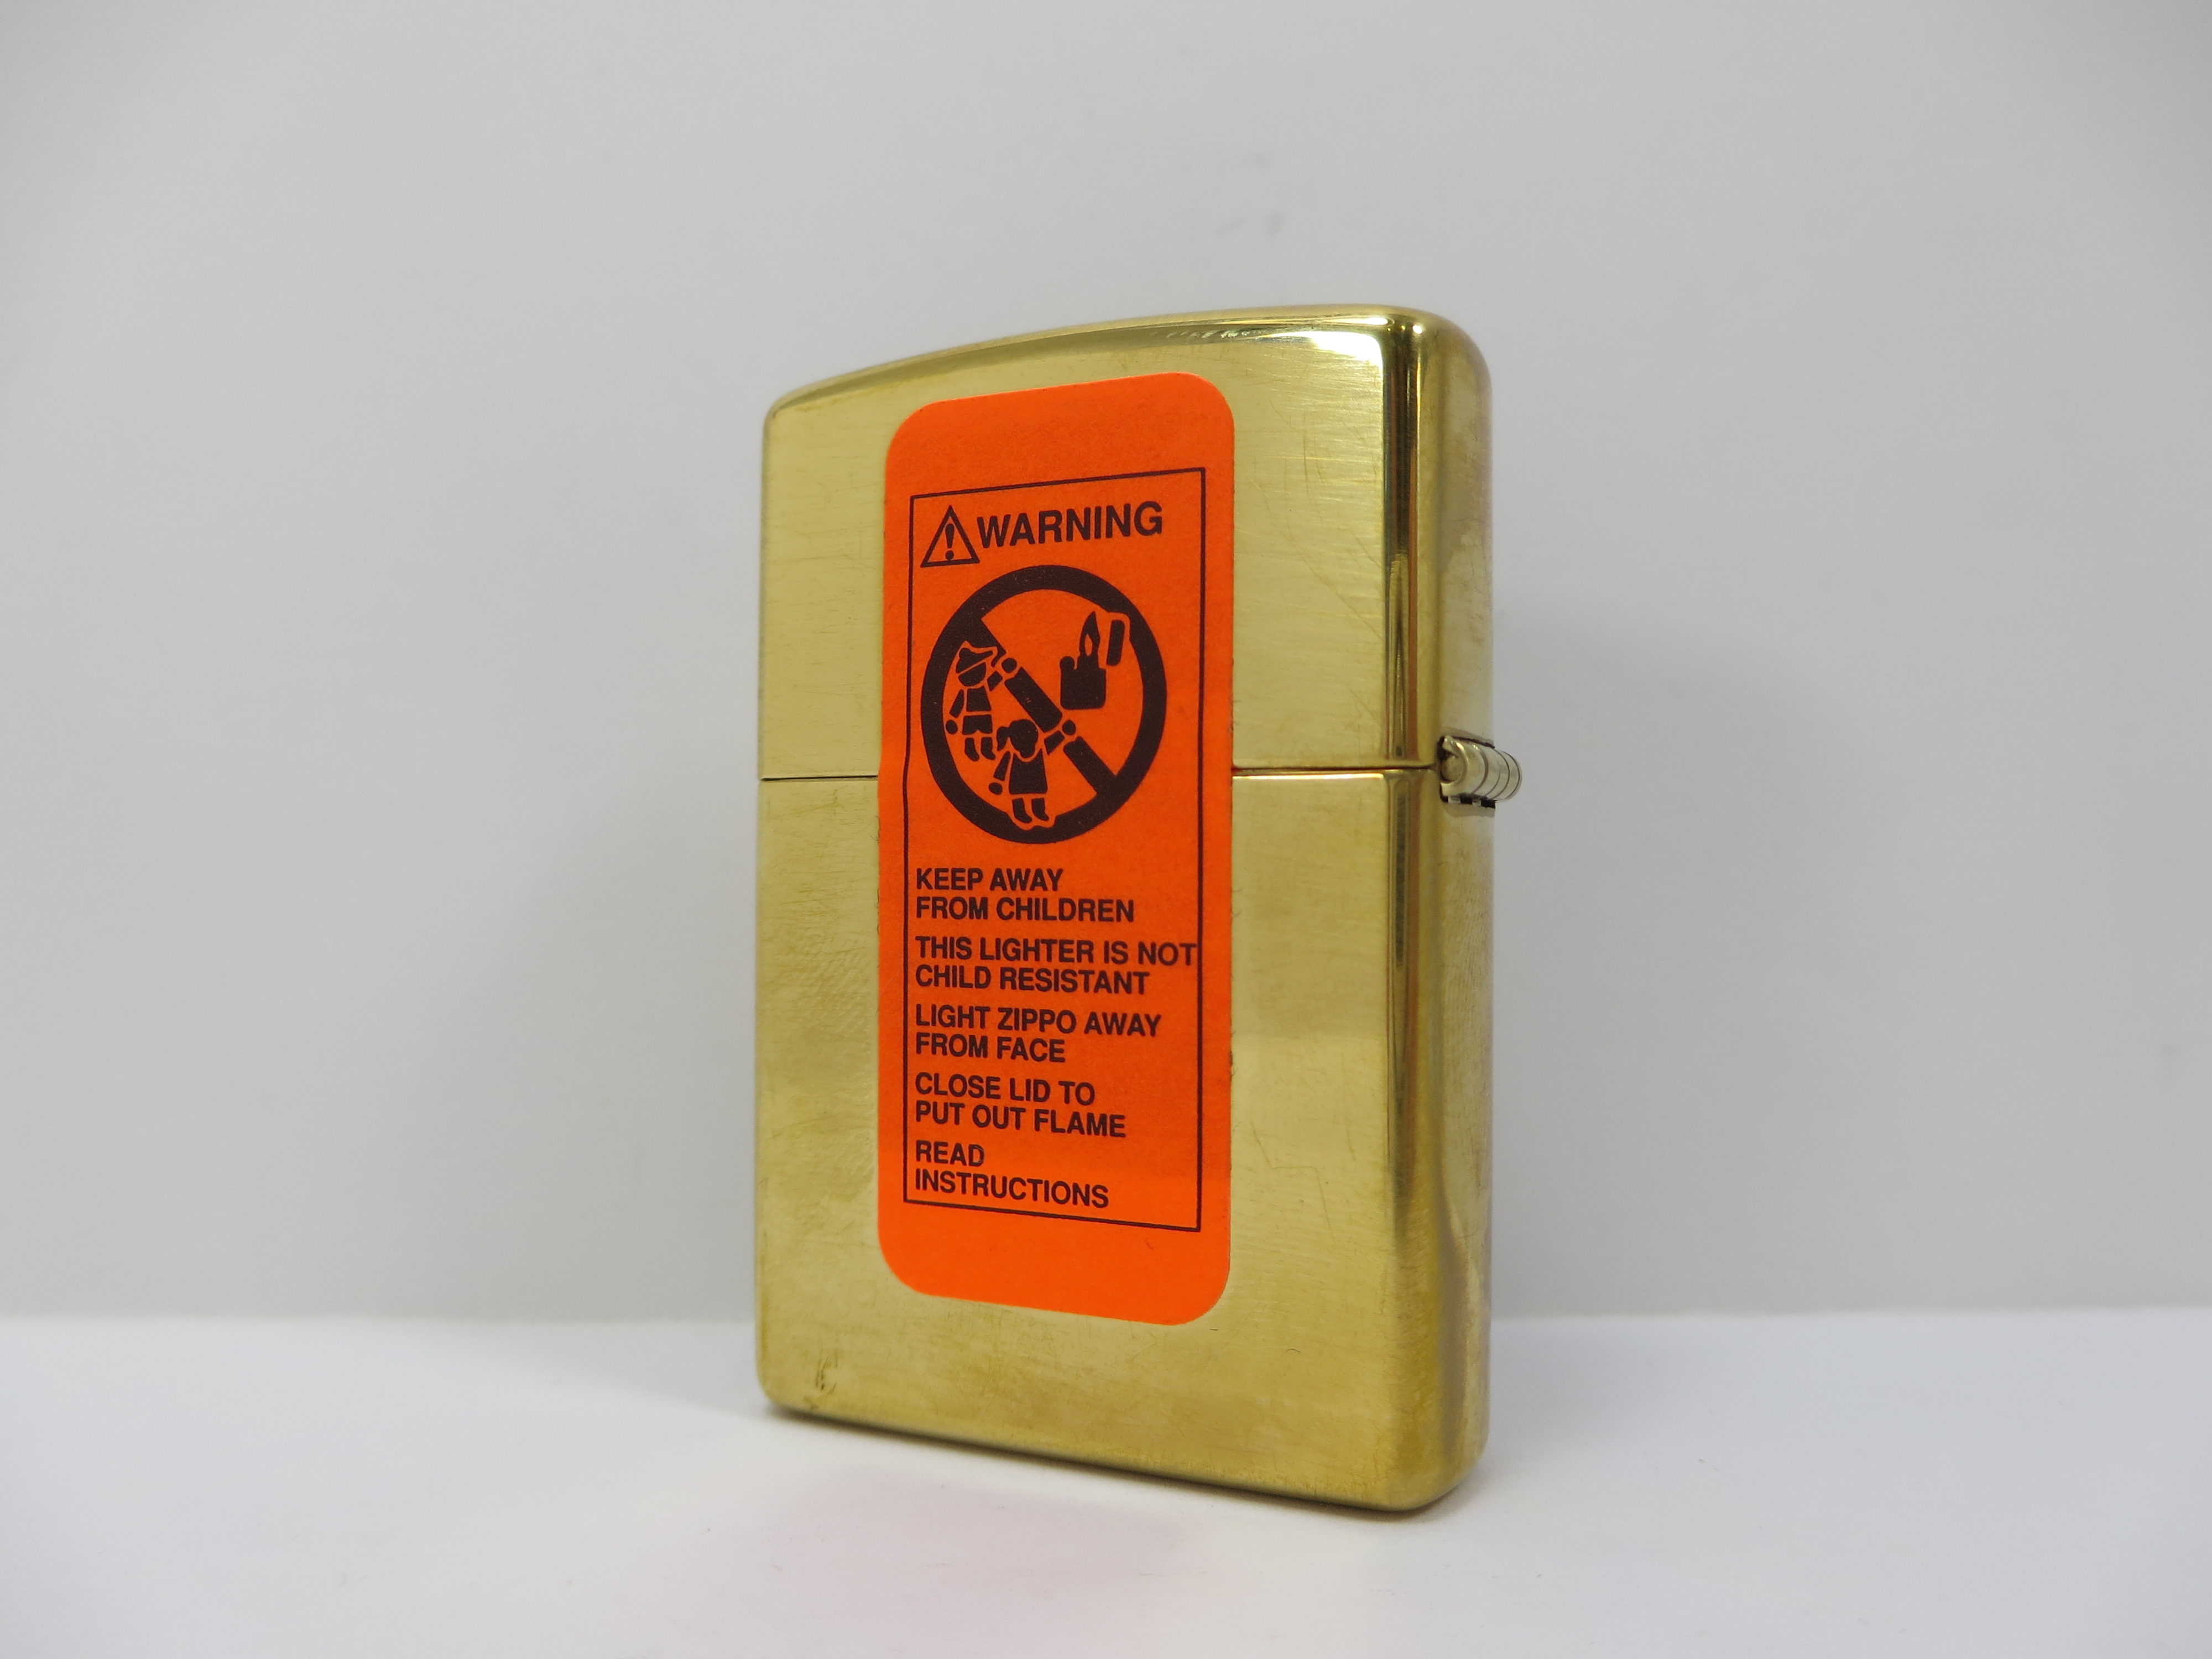 WARNING
KEEP AWAY
FROM CHILDREN
THIS LIGHTER IS NOT
CHILD RESISTANT
LIGHT ZIPPO AWAY
FROM FACE
CLOSE LID TO
PUT OUT FLAME
READ
INSTRUCTIONS